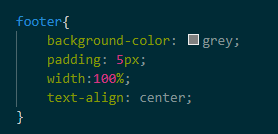 footer{
background-color: grey;
padding: 5px;
width:100%;
text-align: center;
}